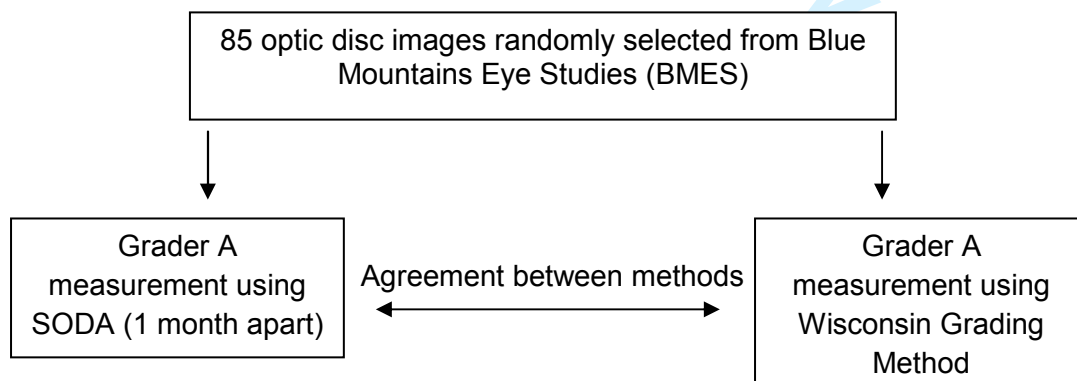 85 optic disc images randomly selected from Blue
Mountains Eye Studies (BMES)
Grader A
measurement using
SODA (1 month apart)
Agreement between methods
Grader A
measurement using
Wisconsin Grading
Method